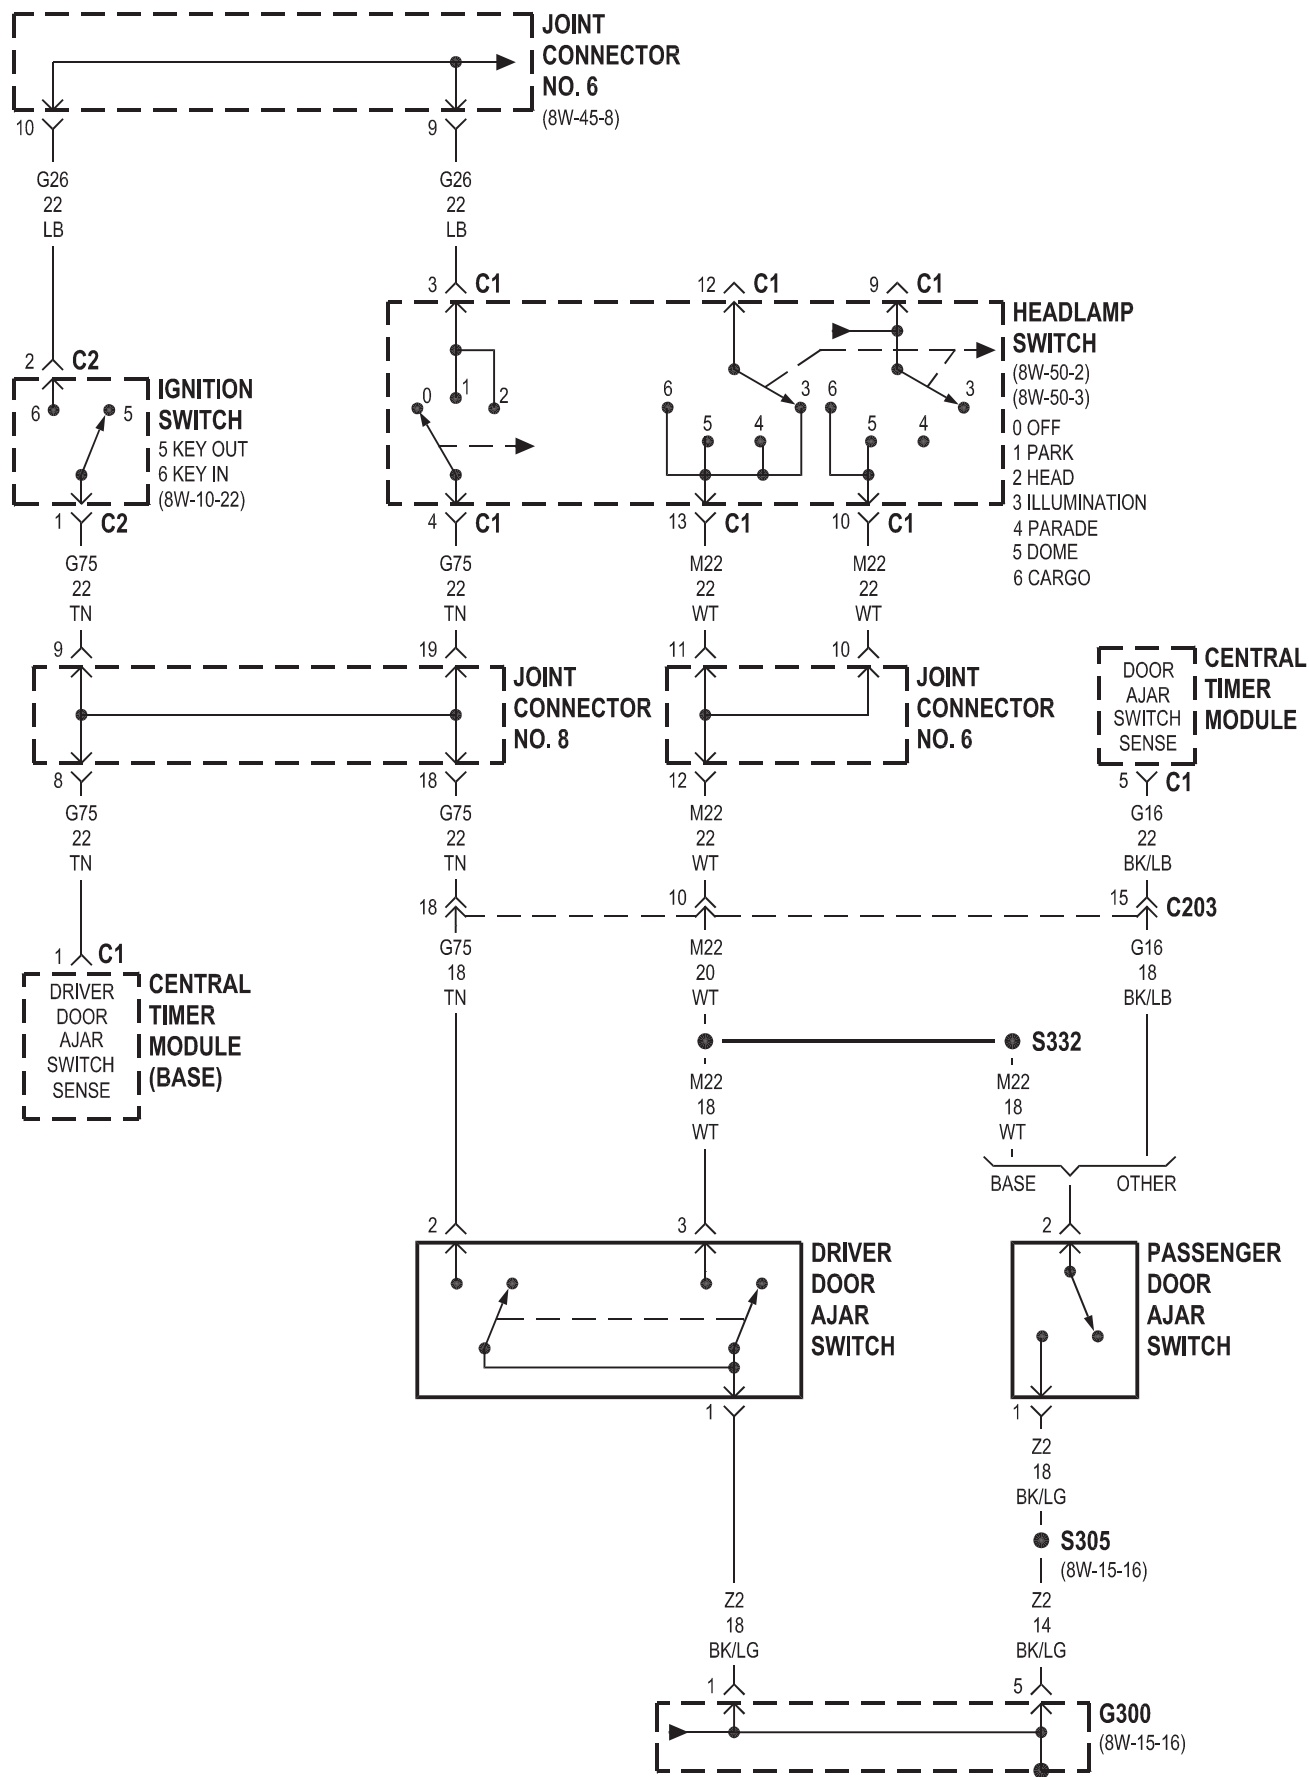 JOINT
CONNECTOR
NO. 6
(8W-45-8)
10
9
G26
22
LB
G26
22
LB
3
C1
12
C1
9
C1
HEADLAMP
SWITCH
(8W-50-2)
(8W-50-3)
0 OFF
1 PARK
2 HEAD
3 ILLUMINATION
4 PARADE
5 DOME
6 CARGO
2
C2
IGNITION
SWITCH
5 KEY OUT
6 KEY IN
(8W-10-22)
6
5
0
1
2
6
5
4
3
6
5
4
3
1
C2
4
C1
13
C1
10
C1
G75
22
TN
G75
22
TN
M22
22
WT
M22
22
WT
9
19
11
10
JOINT
CONNECTOR
NO. 8
JOINT
CONNECTOR
NO. 6
DOOR
AJAR
SWITCH
SENSE
CENTRAL
TIMER
MODULE
8
18
12
5
C1
G75
22
TN
G75
22
TN
M22
22
WT
G16
22
BK/LB
18
10
15
C203
G75
18
TN
M22
20
WT
G16
18
BK/LB
1
C1
DRIVER
DOOR
AJAR
SWITCH
SENSE
CENTRAL
TIMER
MODULE
(BASE)
S332
M22
18
WT
M22
18
WT
BASE
OTHER
2
3
2
DRIVER
DOOR
AJAR
SWITCH
PASSENGER
DOOR
AJAR
SWITCH
1
1
Z2
18
BK/LG
S305
(8W-15-16)
Z2
18
BK/LG
Z2
14
BK/LG
1
5
G300
(8W-15-16)